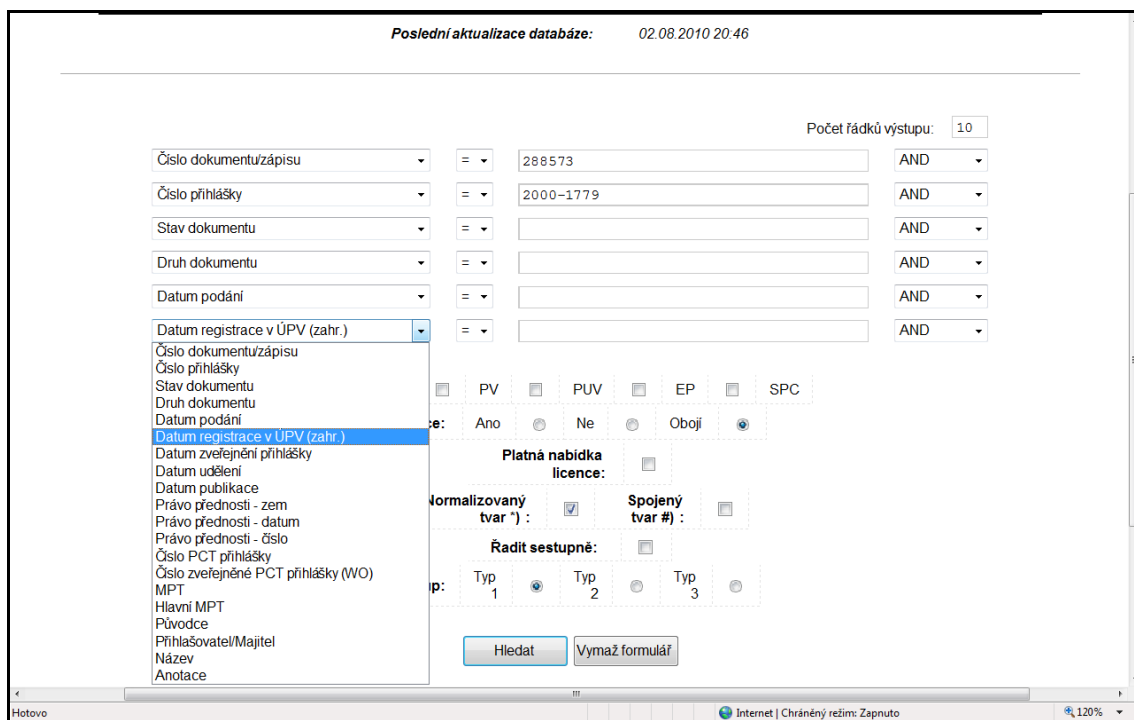 Poslední aktualizace databáze: 02.08.2010 20:46
Počet řádků výstupu: 10
Číslo dokumentu/zápisu = 288573 AND
Číslo přihlášky = 2000-1779 AND
Stav dokumentu = AND
Druh dokumentu = AND
Datum podání = AND
Datum registrace v ÚPV (zahr.) = AND
Číslo dokumentu/zápisu
Číslo přihlášky
Stav dokumentu
Druh dokumentu
Datum podání
Datum registrace v ÚPV (zahr.)
Datum zveřejnění přihlášky
Datum udělení
Datum publikace
Právo přednosti - zem
Právo přednosti - datum
Právo přednosti - číslo
Číslo PCT přihlášky
Číslo zveřejněné PCT přihlášky (WO)
MPT
Hlavní MPT
Původce
Přihlašovatel/Majitel
Název
Anotace
PV PUV EP SPC
Ano Ne Obojí
Platná nabídka
licence:
Normalizovaný
tvar *) :
Spojený
tvar #) :
Řadit sestupně:
Typ
1
Typ
2
Typ
3
Hledat Vymaž formulář
Hotovo Internet | Chráněný režim: Zapnuto 120%